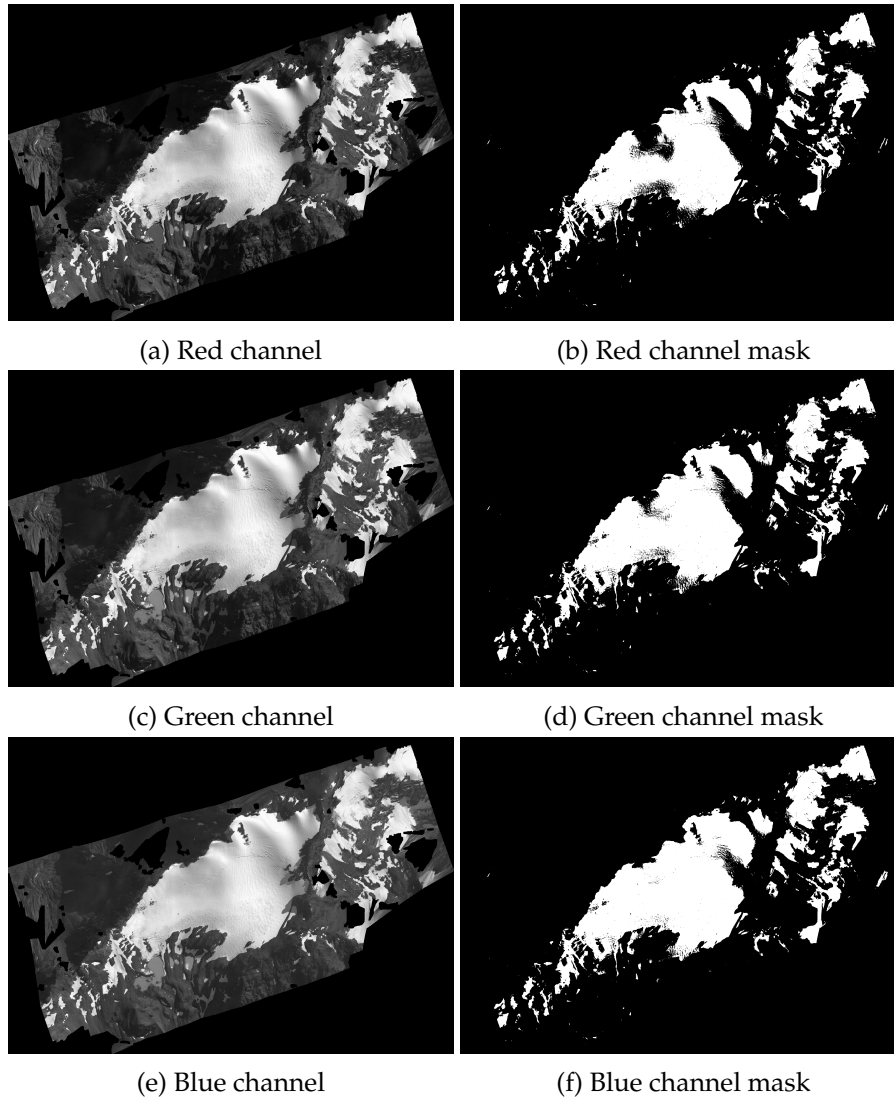 (a) Red channel
(b) Red channel mask
(c) Green channel
(d) Green channel mask
(e) Blue channel
(f) Blue channel mask